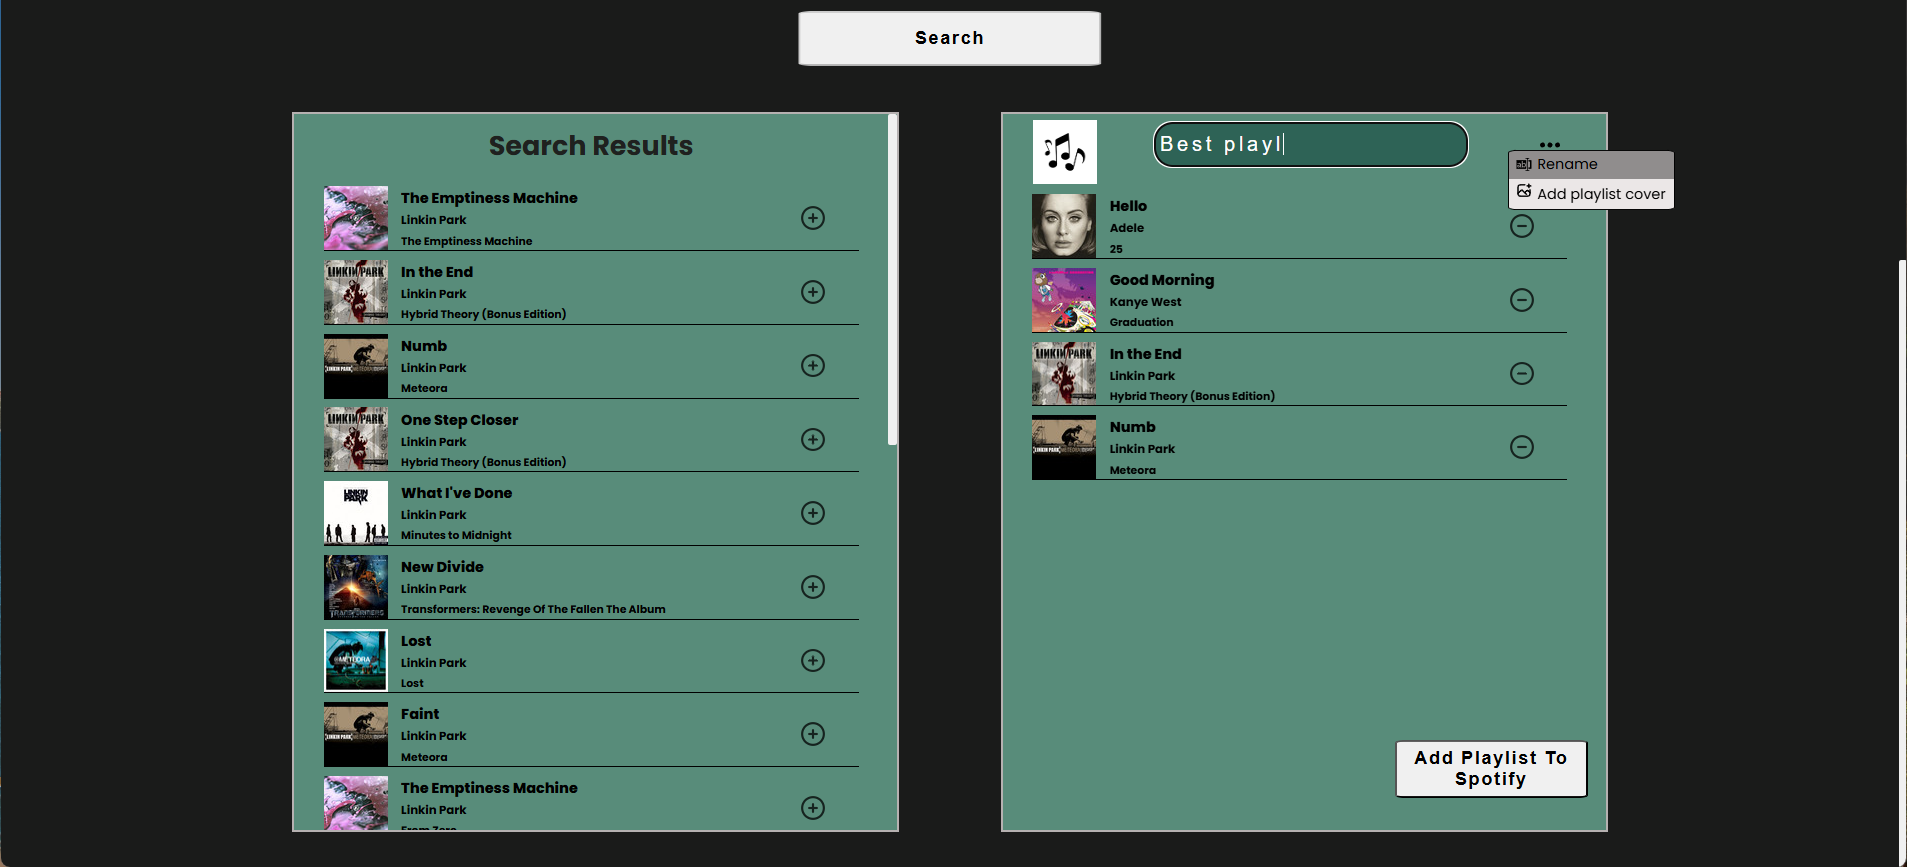 Search
Search Results
The Emptiness Machine
Linkin Park
The Emptiness Machine
In the End
Linkin Park
Hybrid Theory (Bonus Edition)
Numb
Linkin Park
Meteora
One Step Closer
Linkin Park
Hybrid Theory (Bonus Edition)
What I've Done
Linkin Park
Minutes to Midnight
New Divide
Linkin Park
Transformers: Revenge Of The Fallen The Album
Lost
Linkin Park
Lost
Faint
Linkin Park
Meteora
The Emptiness Machine
Linkin Park
From Zero
Best playl
Rename
Add playlist cover
Hello
Adele
25
Good Morning
Kanye West
Graduation
In the End
Linkin Park
Hybrid Theory (Bonus Edition)
Numb
Linkin Park
Meteora
Add Playlist To
Spotify